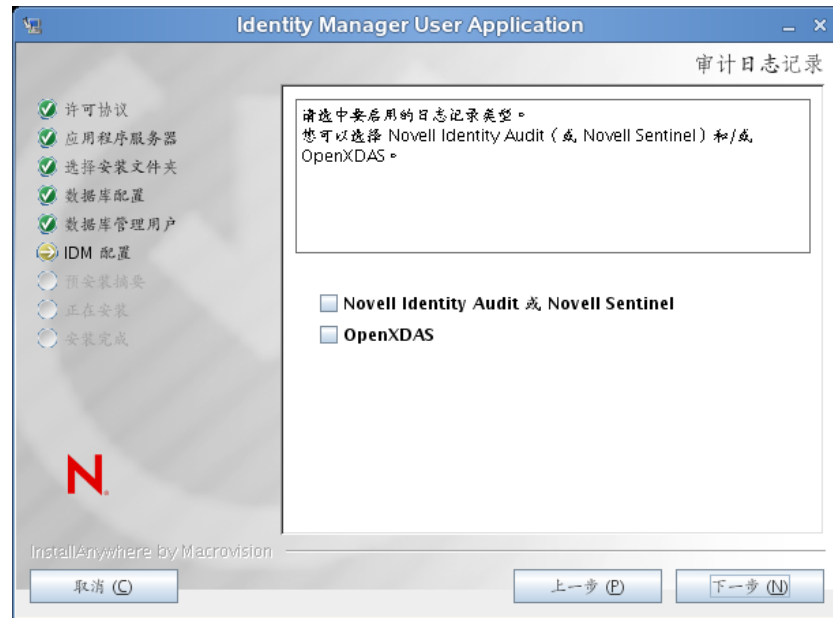 Identity Manager User Application
审计日志记录
许可协议
应用程序服务器
选择安装文件夹
数据库配置
数据库管理用户
IDM 配置
预安装摘要
正在安装
安装完成
请选中要启用的日志记录类型。
您可以选择 Novell Identity Audit（或 Novell Sentinel）和/或
OpenXDAS。
Novell Identity Audit 或 Novell Sentinel
OpenXDAS
N
InstallAnywhere by Macrovision
取消 (C)
上一步 (P)
下一步 (N)